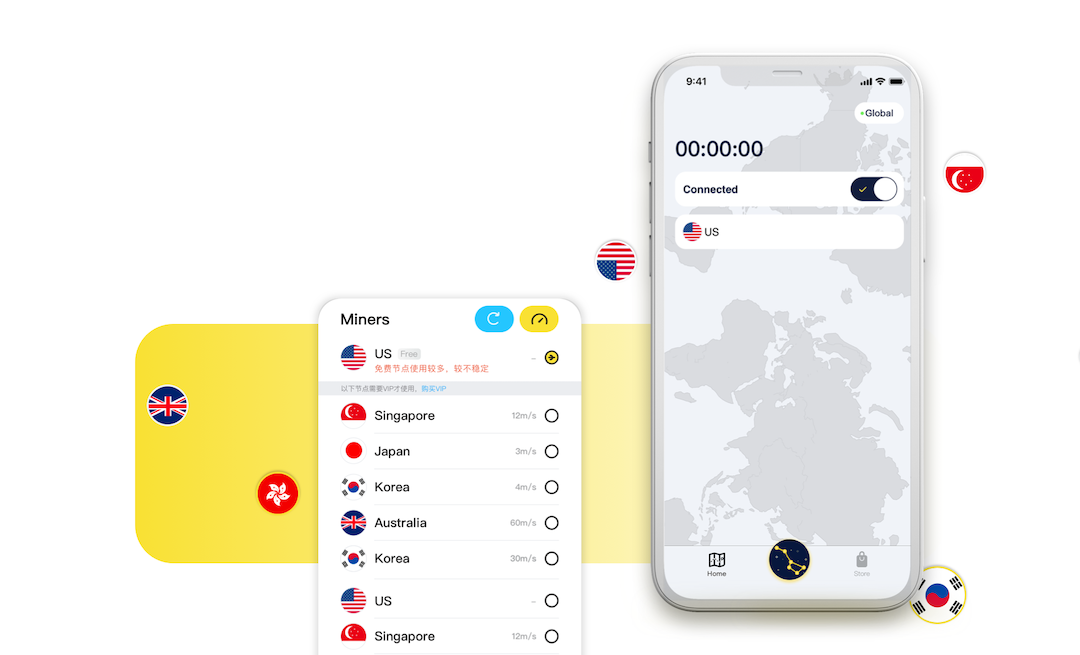 9:41
Global
00:00:00
Connected
US
Home
Store
Miners
US Free –
免费节点使用较多，较不稳定
以下节点需要VIP才使用，购买VIP
Singapore 12m/s
Japan 3m/s
Korea 4m/s
Australia 60m/s
Korea 30m/s
US –
Singapore 12m/s